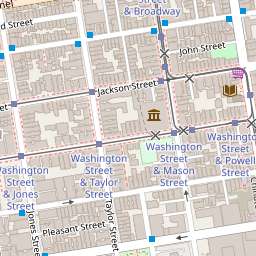 Street
& Broadway
John Street
Jackson Street
Washington
Street
& Taylor
Street
Washington
Street
& Mason
Street
Washington
Street
& Powell
Street
Washington
Street
& Jones
Street
Pleasant Street
Taylor Street
Jones Street